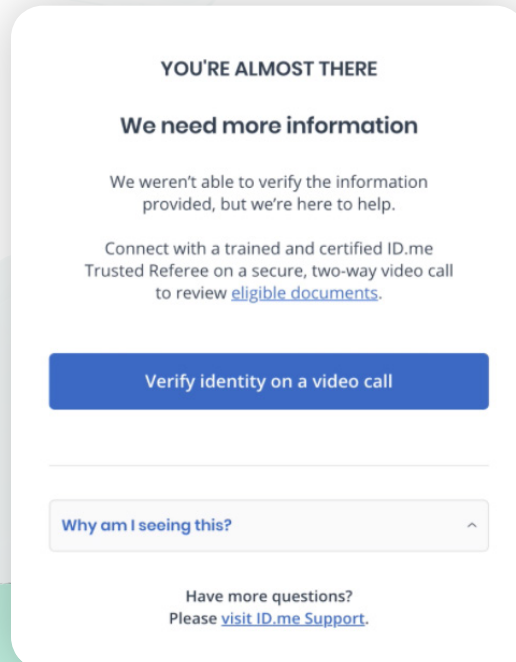 YOU'RE ALMOST THERE
We need more information
We weren't able to verify the information
provided, but we're here to help.
Connect with a trained and certified ID.me
Trusted Referee on a secure, two-way video call
to review eligible documents.
Verify identity on a video call
Why am I seeing this?
Have more questions?
Please visit ID.me Support.